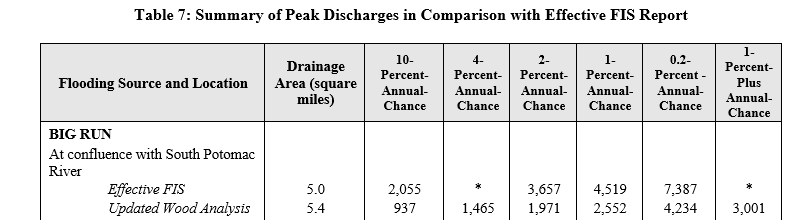 Table 7: Summary of Peak Discharges in Comparison with Effective FIS Report
Flooding Source and Location
Drainage
Area (square
miles)
10-
Percent-
Annual-
Chance
4-
Percent-
Annual-
Chance
2-
Percent-
Annual-
Chance
1-
Percent-
Annual-
Chance
0.2-
Percent -
Annual-
Chance
1-
Percent-
Plus
Annual-
Chance
BIG RUN
At confluence with South Potomac
River
Effective FIS 5.0 2,055 * 3,657 4,519 7,387 *
Updated Wood Analysis 5.4 937 1,465 1,971 2,552 4,234 3,001